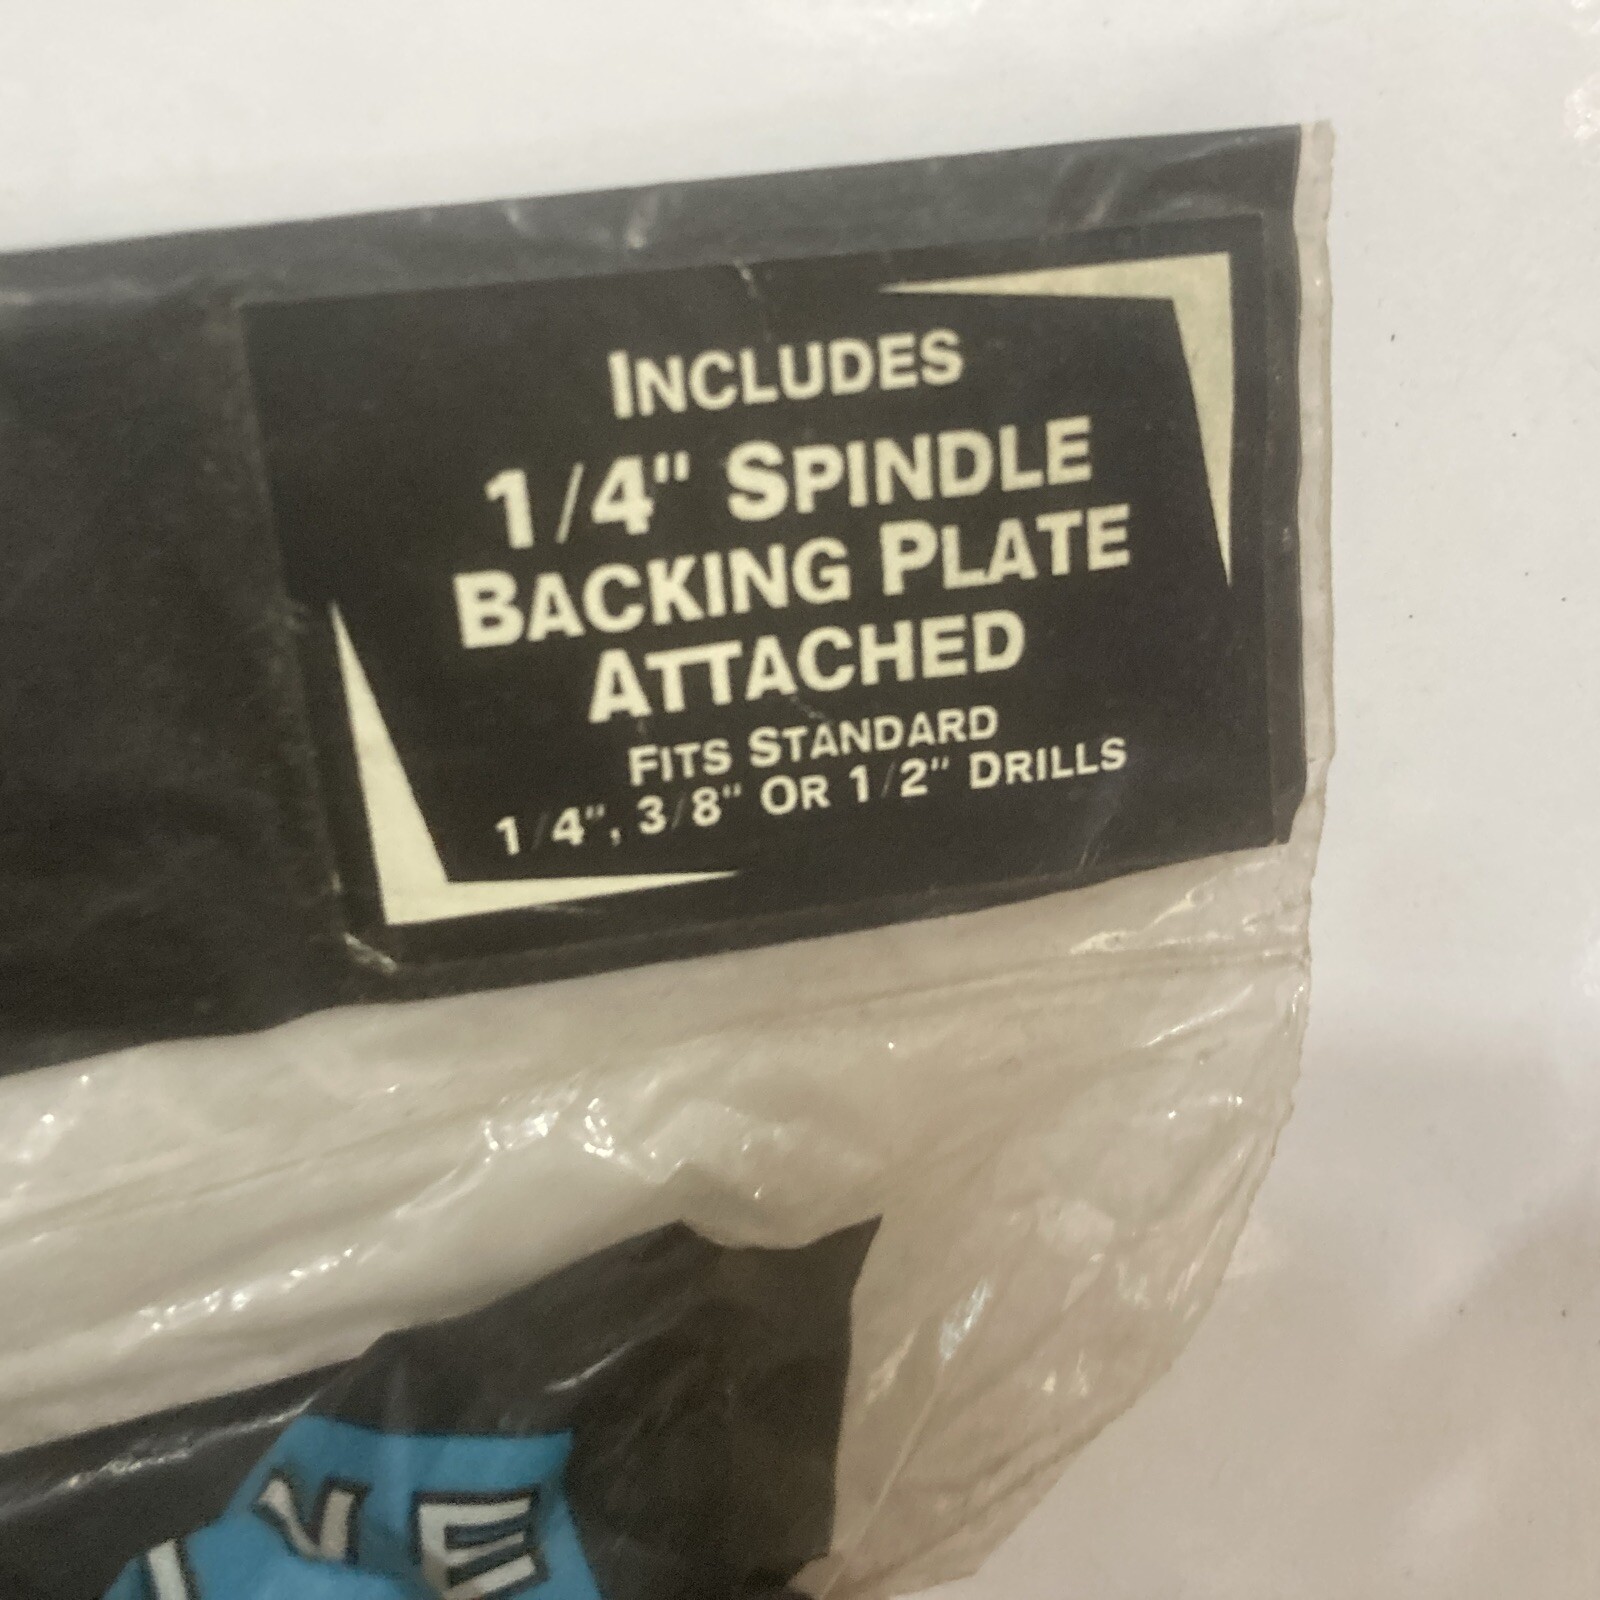 INCLUDES
1/4" SPINDLE
BACKING PLATE
ATTACHED
FITS STANDARD
1/4", 3/8" OR 1/2" DRILLS